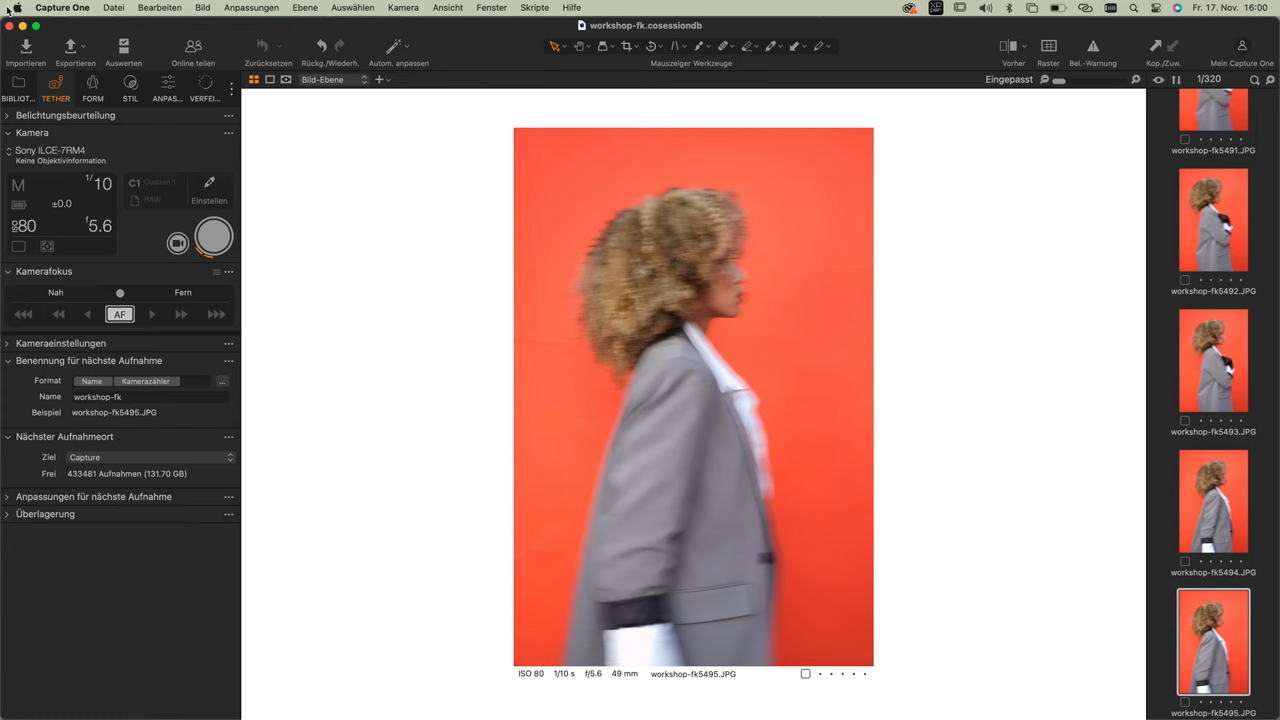 Capture One Datei Bearbeiten Bild Anpassungen Ebene Auswählen Kamera Ansicht Fenster Skripte Hilfe Fr. 17. Nov. 16:00
workshop-fk.cosessiondb
Importieren Exportieren Auswerten Online teilen Zurücksetzen Rückg./Wiederh. Autom. anpassen Mauszeiger Werkzeuge Vorher Raster Bel.-Warnung Kop./Zuw. Mein Capture One
BIBLIOT... TETHER FORM STIL ANPAS... VERFEI...
Bild-Ebene Eingepasst 1/320
Belichtungsbeurteilung
Kamera
Sony ILCE-7RM4
Keine Objektivinformation
M 1/10
±0.0
ISO 80 f5.6
C1 Custom 1
RAW
Einstellen
Kamerafokus
Nah Fern
AF
Kameraeinstellungen
Benennung für nächste Aufnahme
Format Name Kamerazähler ...
Name workshop-fk
Beispiel workshop-fk5495.JPG
Nächster Aufnahmeort
Ziel Capture
Frei 433481 Aufnahmen (131.70 GB)
Anpassungen für nächste Aufnahme
Überlagerung
ISO 80 1/10 s f/5.6 49 mm workshop-fk5495.JPG
workshop-fk5491.JPG
workshop-fk5492.JPG
workshop-fk5493.JPG
workshop-fk5494.JPG
workshop-fk5495.JPG